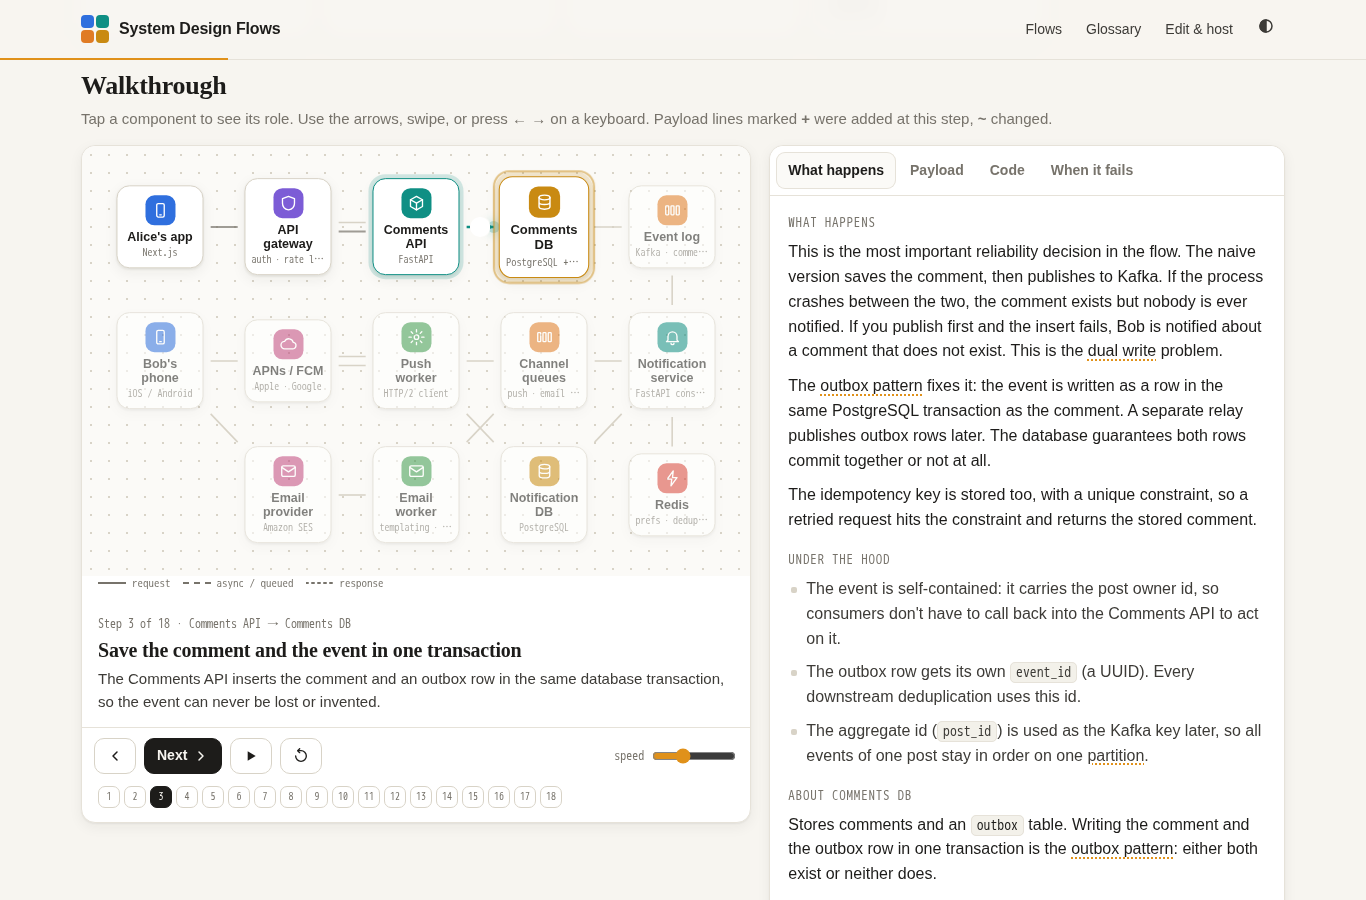 System Design Flows
Flows
Glossary
Edit & host
Walkthrough
Tap a component to see its role. Use the arrows, swipe, or press ← → on a keyboard. Payload lines marked + were added at this step, ~ changed.
Alice's app
Next.js
API
gateway
auth · rate l…
Comments
API
FastAPI
Comments
DB
PostgreSQL +…
Event log
Kafka · comme…
Bob's
phone
iOS / Android
APNs / FCM
Apple · Google
Push
worker
HTTP/2 client
Channel
queues
push · email …
Notification
service
FastAPI cons…
Email
provider
Amazon SES
Email
worker
templating · …
Notification
DB
PostgreSQL
Redis
prefs · dedup…
request
async / queued
response
Step 3 of 18 · Comments API → Comments DB
Save the comment and the event in one transaction
The Comments API inserts the comment and an outbox row in the same database transaction,
so the event can never be lost or invented.
Next
speed
1 2 3 4 5 6 7 8 9 10 11 12 13 14 15 16 17 18
What happens
Payload
Code
When it fails
WHAT HAPPENS
This is the most important reliability decision in the flow. The naive
version saves the comment, then publishes to Kafka. If the process
crashes between the two, the comment exists but nobody is ever
notified. If you publish first and the insert fails, Bob is notified about
a comment that does not exist. This is the dual write problem.
The outbox pattern fixes it: the event is written as a row in the
same PostgreSQL transaction as the comment. A separate relay
publishes outbox rows later. The database guarantees both rows
commit together or not at all.
The idempotency key is stored too, with a unique constraint, so a
retried request hits the constraint and returns the stored comment.
UNDER THE HOOD
The event is self-contained: it carries the post owner id, so
consumers don't have to call back into the Comments API to act
on it.
The outbox row gets its own event_id (a UUID). Every
downstream deduplication uses this id.
The aggregate id (post_id) is used as the Kafka key later, so all
events of one post stay in order on one partition.
ABOUT COMMENTS DB
Stores comments and an outbox table. Writing the comment and
the outbox row in one transaction is the outbox pattern: either both
exist or neither does.